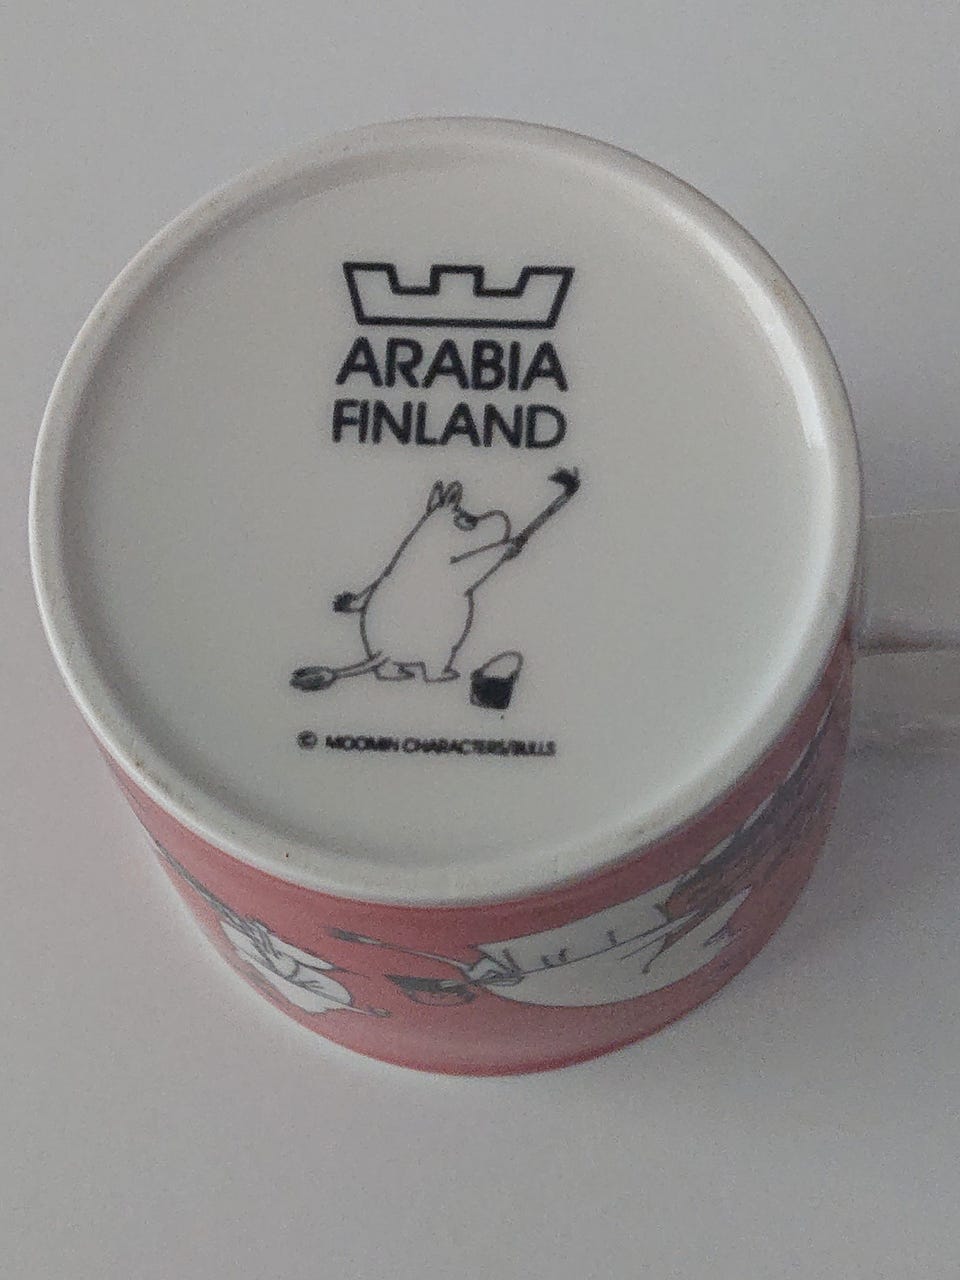 ARABIA
FINLAND
© MOOMIN CHARACTERS/BULLS